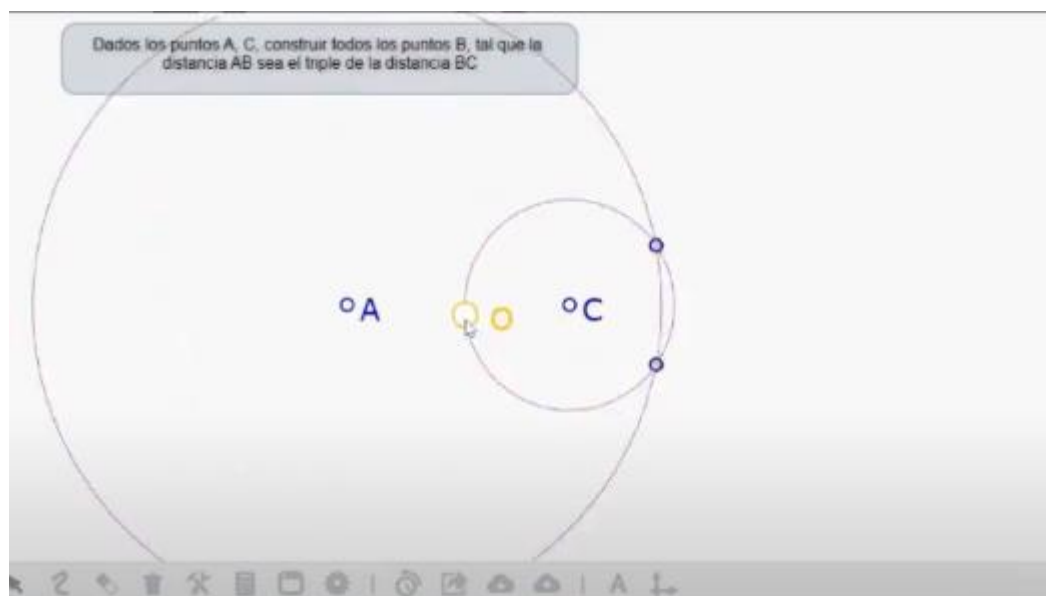 Dados los puntos A, C, construir todos los puntos B, tal que la
distancia AB sea el triple de la distancia BC
A
O
C
A